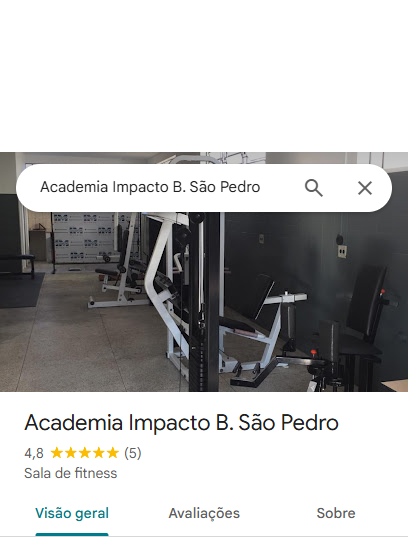 Academia Impacto B. São Pedro
Academia Impacto B. São Pedro
4,8 (5)
Sala de fitness
Visão geral Avaliações Sobre